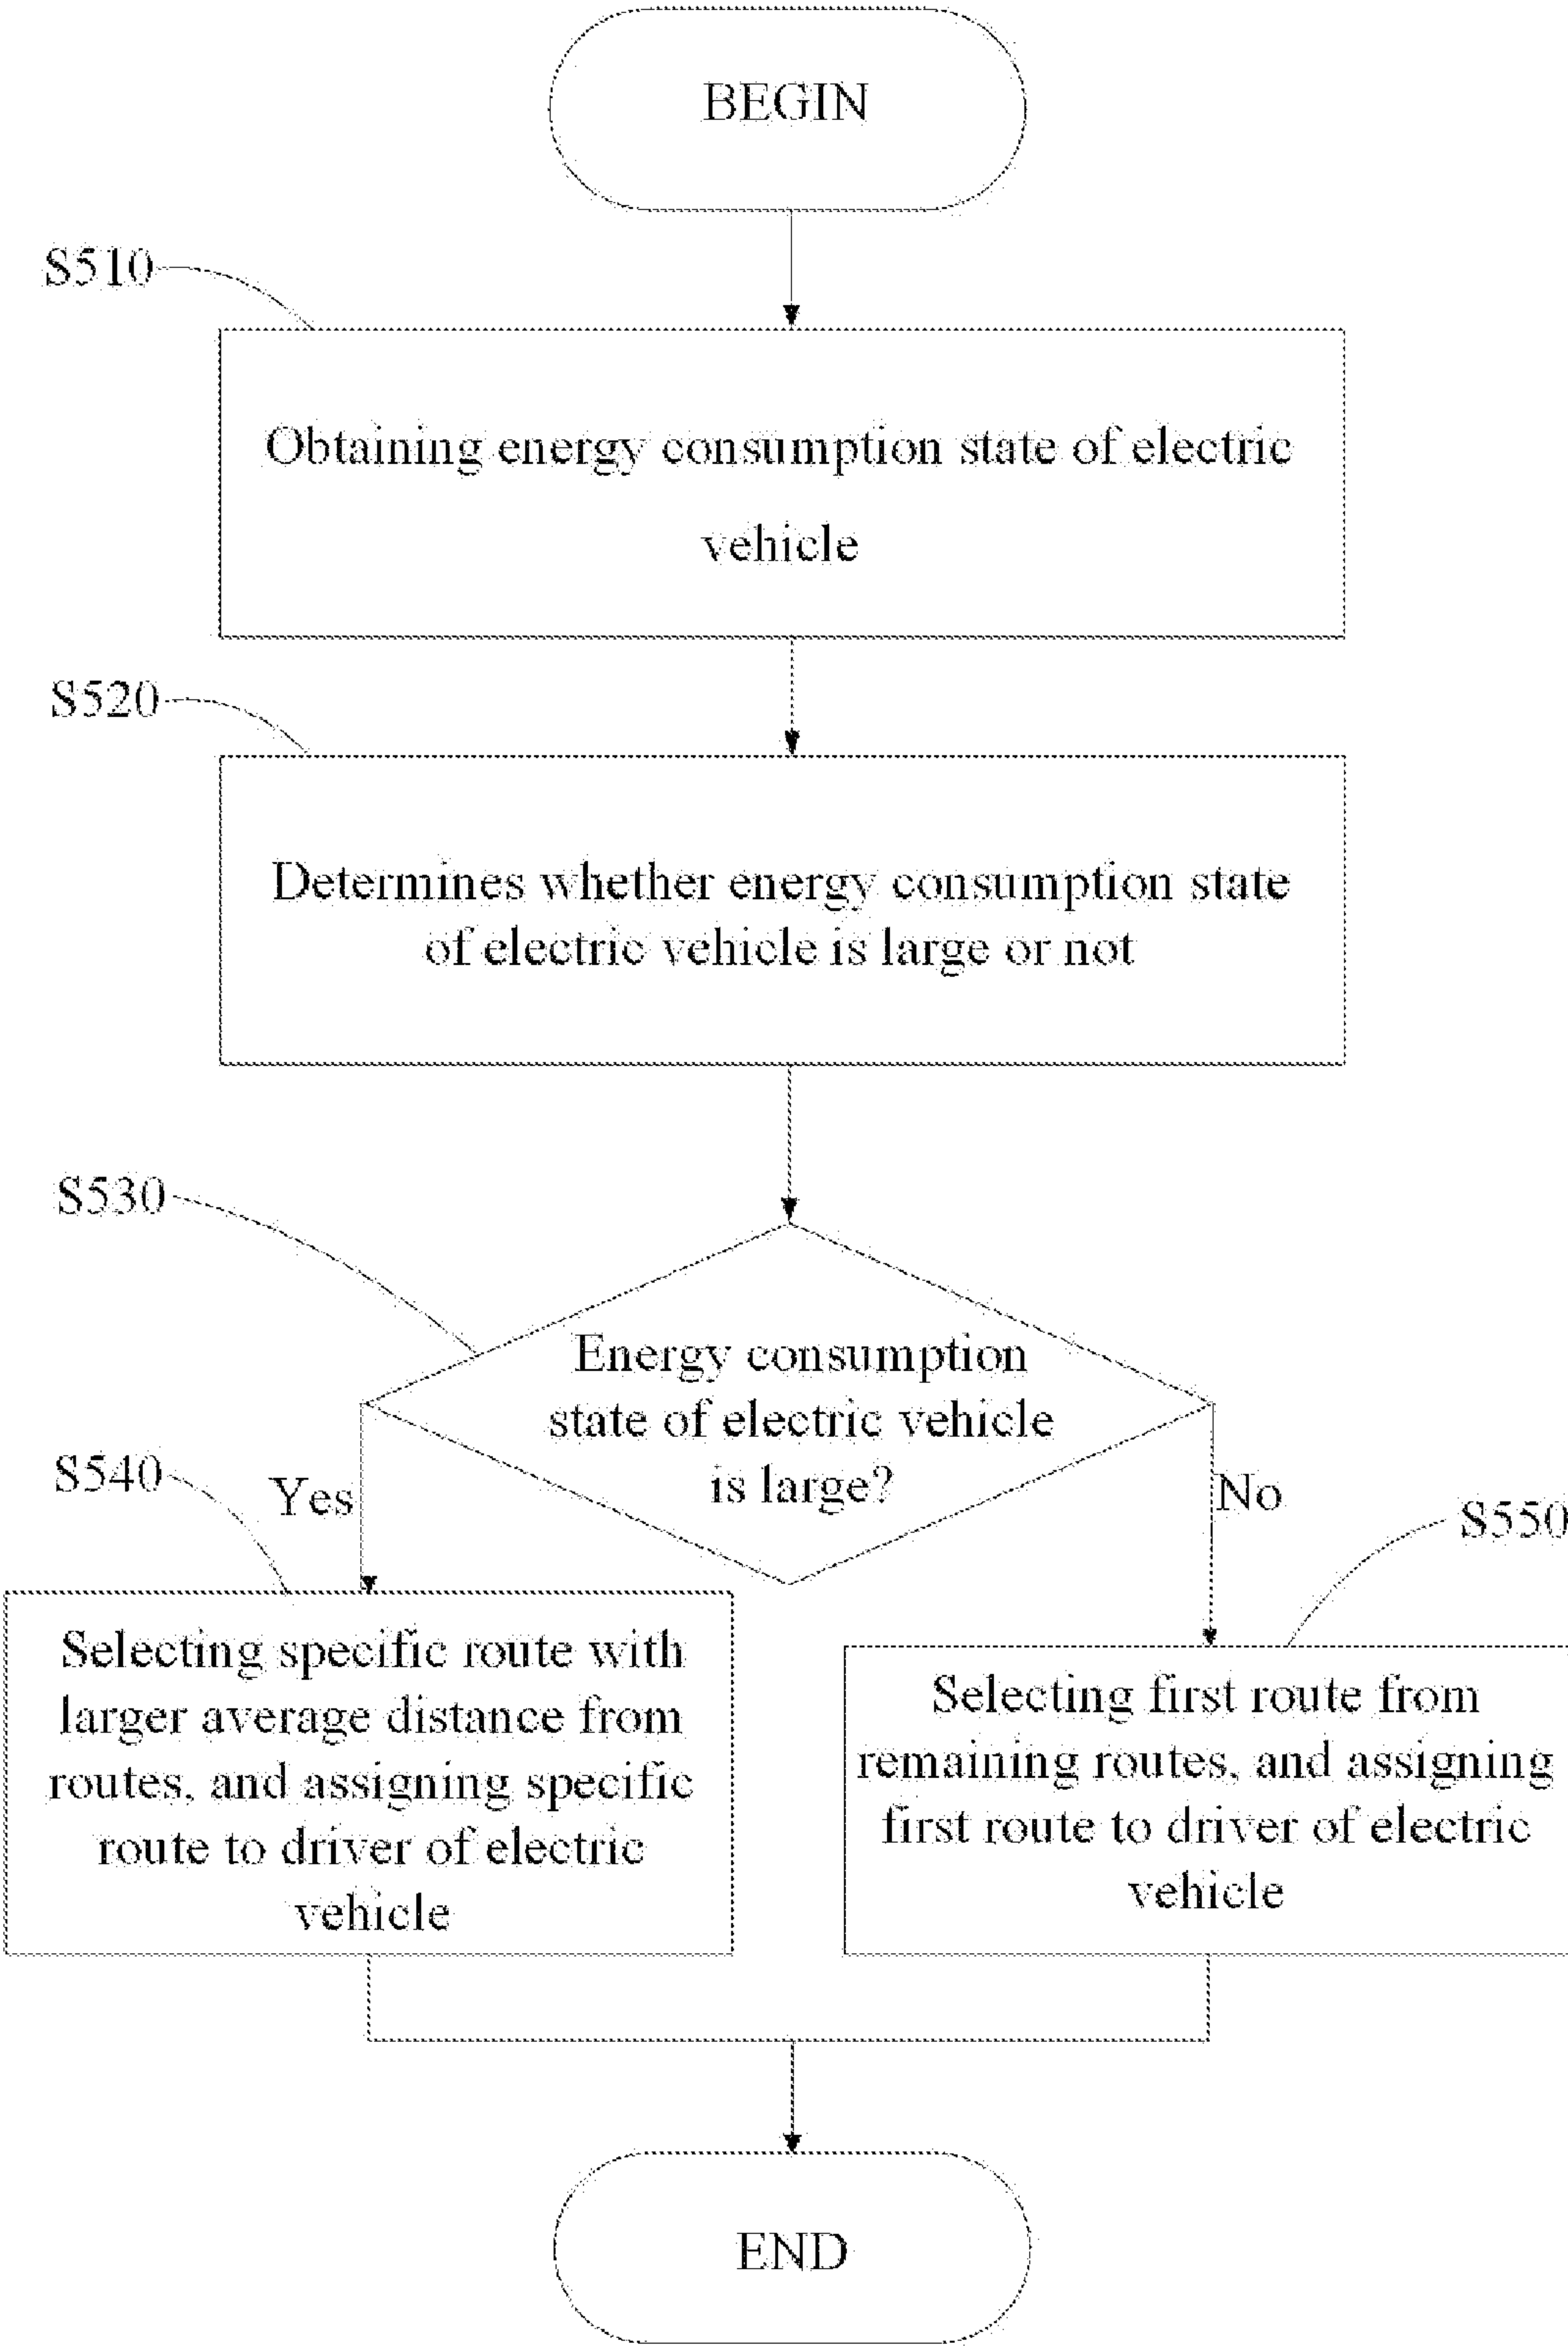 BEGIN
S510
Obtaining energy consumption state of electric
vehicle
S520
Determines whether energy consumption state
of electric vehicle is large or not
S530
Energy consumption
state of electric vehicle
is large?
S540
Yes
No
S550
Selecting specific route with
larger average distance from
routes, and assigning specific
route to driver of electric
vehicle
Selecting first route from
remaining routes, and assigning
first route to driver of electric
vehicle
END